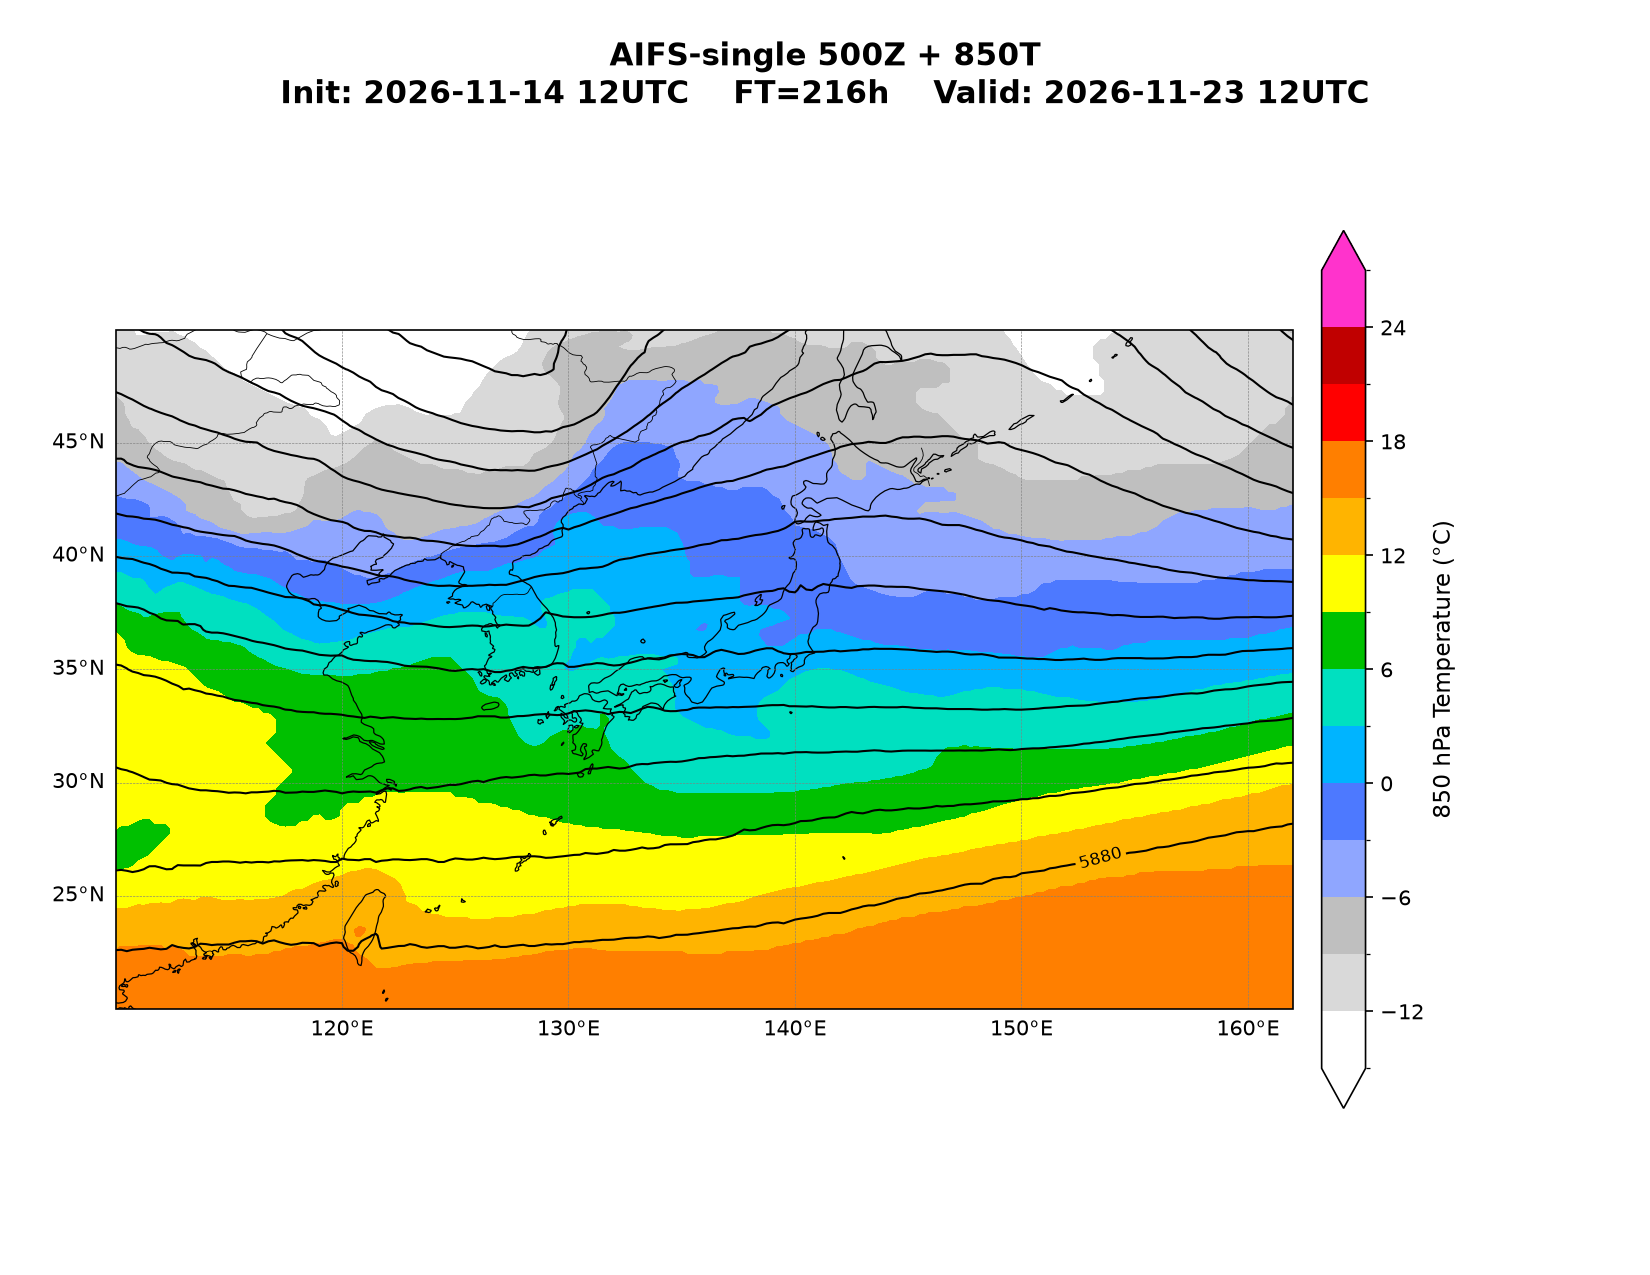 AIFS-single 500Z + 850T
Init: 2026-11-14 12UTC    FT=216h    Valid: 2026-11-23 12UTC
45°N
40°N
35°N
30°N
25°N
120°E
130°E
140°E
150°E
160°E
5880
24
18
12
6
0
−6
−12
850 hPa Temperature (°C)